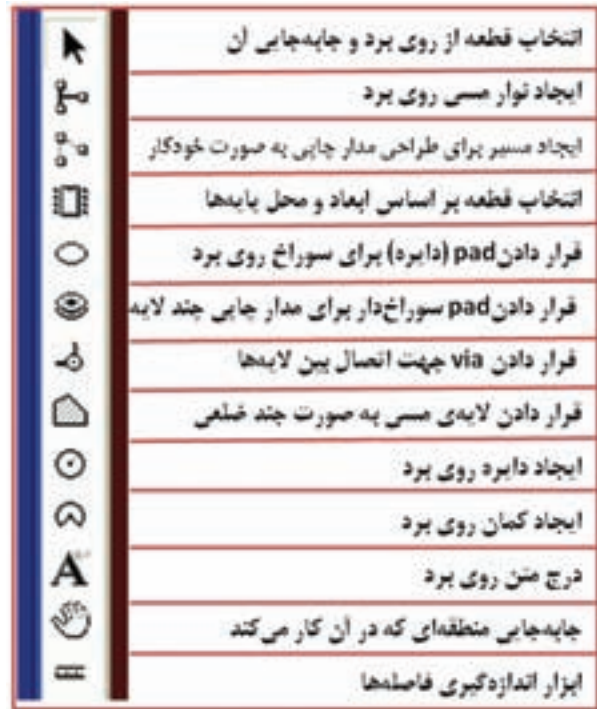 انتخاب قطعه از روی برد و جابه‌جایی آن
ایجاد نوار مسی روی برد
ایجاد مسیر برای طراحی مدار چاپی به صورت خودکار
انتخاب قطعه بر اساس ابعاد و محل پایه‌ها
قرار دادن pad (دایره) برای سوراخ روی برد
قرار دادن pad سوراخ‌دار برای مدار چاپی چند لایه
قرار دادن via جهت اتصال بین لایه‌ها
قرار دادن لایه‌ی مسی به صورت چند ضلعی
ایجاد دایره روی برد
ایجاد کمان روی برد
درج متن روی برد
جابه‌جایی منطقه‌ای که در آن کار می‌کند
ابزار اندازه‌گیری فاصله‌ها